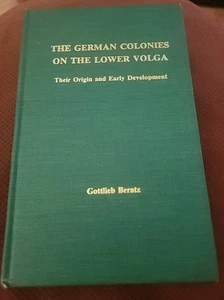 THE GERMAN COLONIES
ON THE LOWER VOLGA
Their Origin and Early Development
Gottlieb Beratz